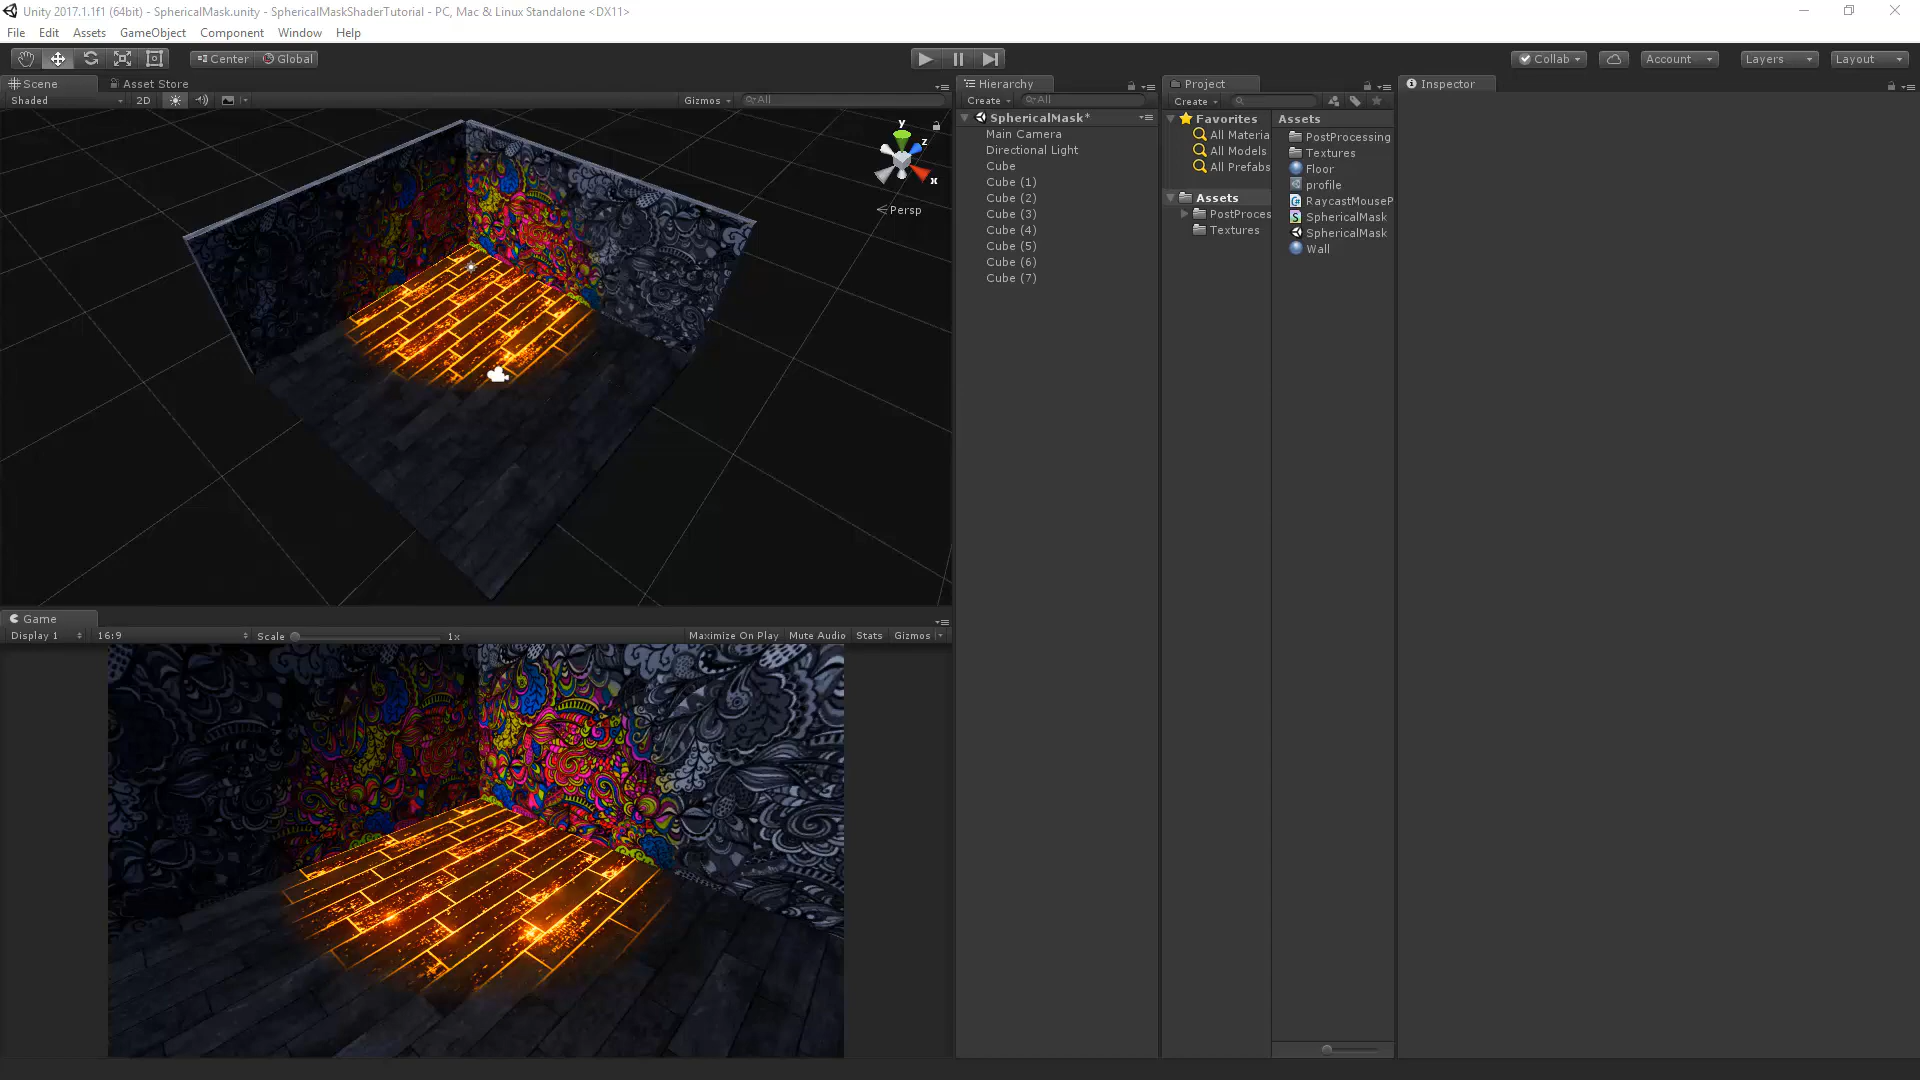 Unity 2017.1.1f1 (64bit) - SphericalMask.unity - SphericalMaskShaderTutorial - PC, Mac & Linux Standalone <DX11>
File Edit Assets GameObject Component Window Help
Center Global Collab Account Layers Layout
Scene Asset Store
Shaded 2D Gizmos All
y
z
x
Persp
Game
Display 1 16:9 Scale 1x Maximize On Play Mute Audio Stats Gizmos
Hierarchy
Create All
SphericalMask*
Main Camera
Directional Light
Cube
Cube (1)
Cube (2)
Cube (3)
Cube (4)
Cube (5)
Cube (6)
Cube (7)
Project
Create
Favorites
All Materia
All Models
All Prefabs
Assets
PostProces
Textures
Assets
PostProcessing
Textures
Floor
profile
RaycastMouseP
SphericalMask
SphericalMask
Wall
Inspector